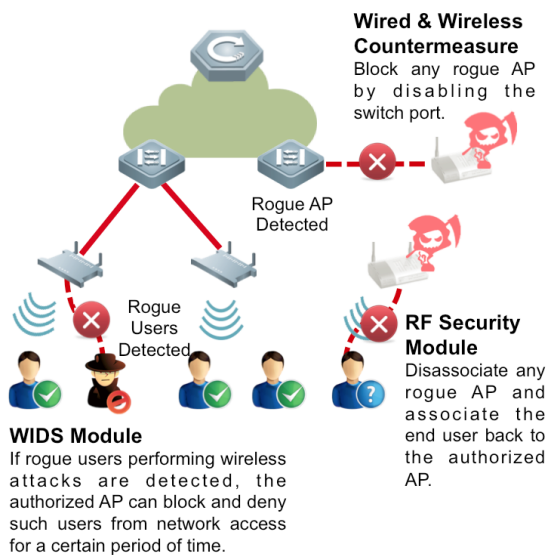 Wired & Wireless
Countermeasure
Block any rogue AP
by disabling the
switch port.
Rogue AP
Detected
Rogue
Users
Detected
RF Security
Module
Disassociate any
rogue AP and
associate the
end user back to
the authorized
AP.
WIDS Module
If rogue users performing wireless
attacks are detected, the
authorized AP can block and deny
such users from network access
for a certain period of time.